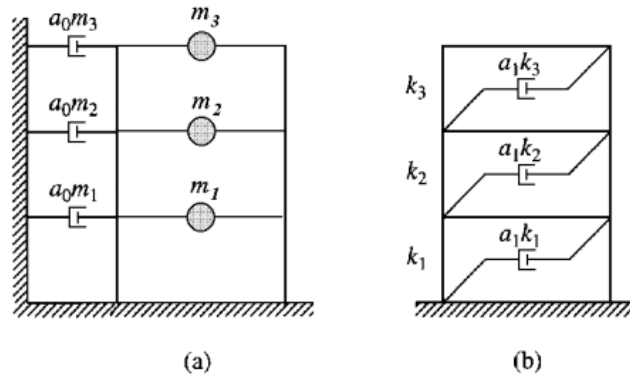 a₀m₃ m₃
a₀m₂ m₂
a₀m₁ m₁
(a)
k₃ a₁k₃
k₂ a₁k₂
k₁ a₁k₁
(b)